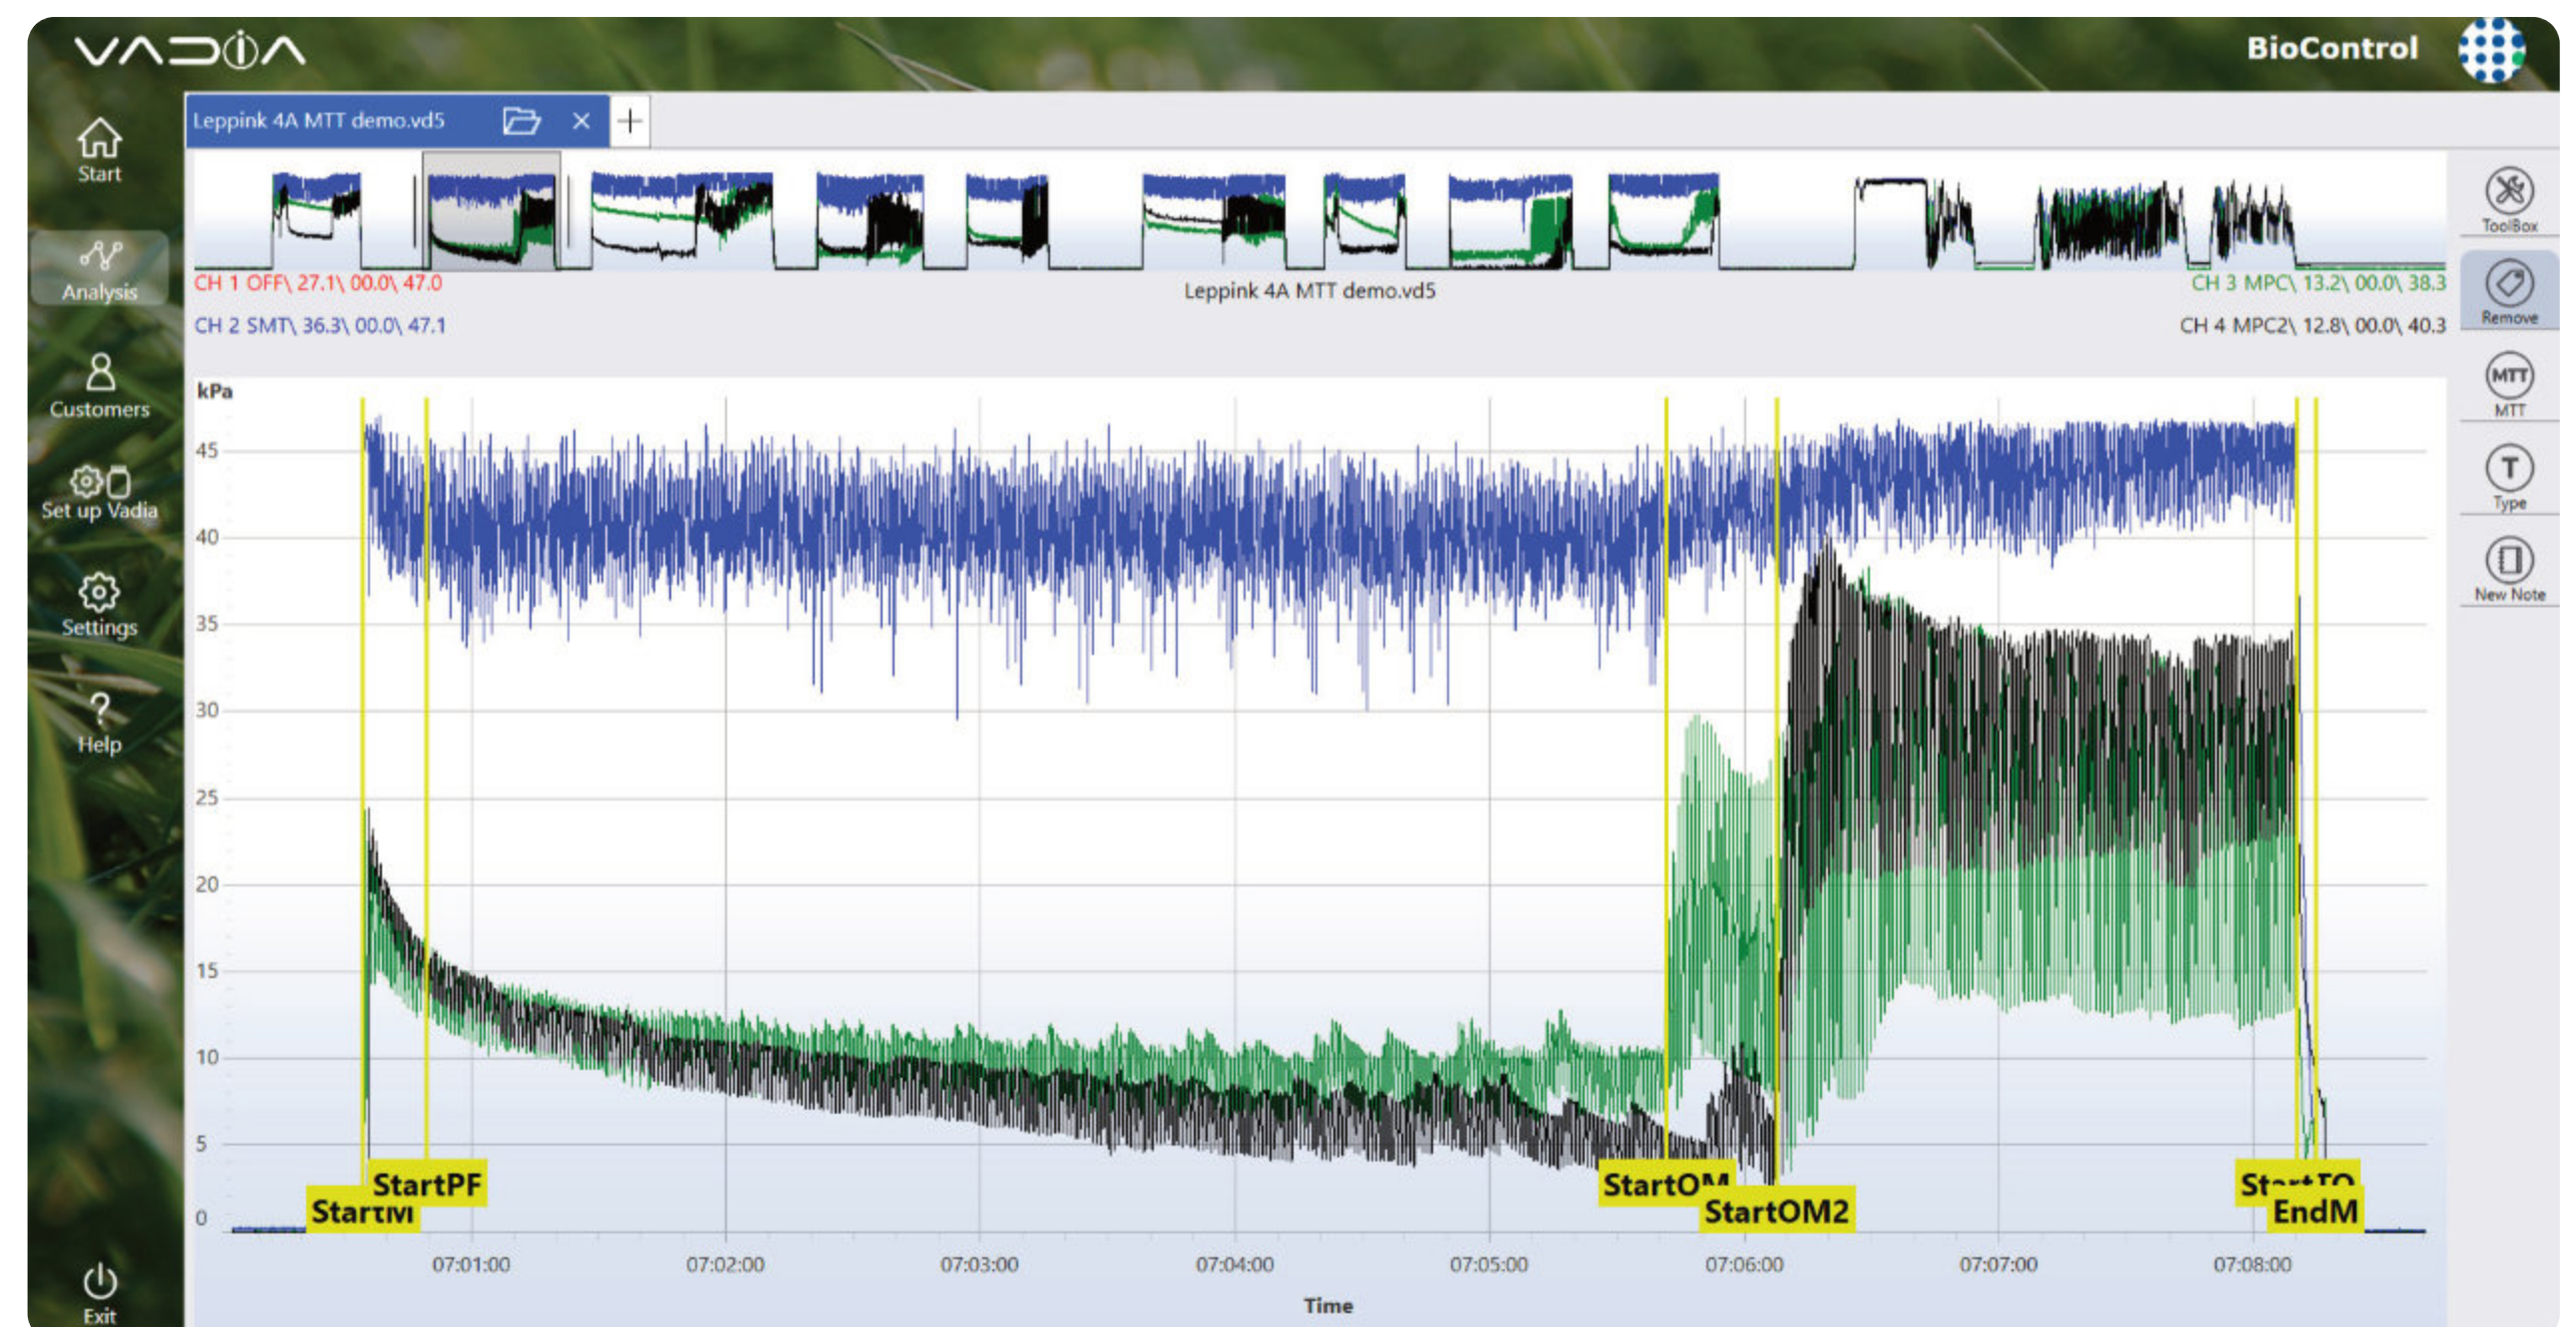 VADIA
BioControl
Leppink 4A MTT demo.vd5
Start
Analysis
Customers
Set up Vadia
Settings
Help
Exit
CH 1 OFF\ 27.1\ 00.0\ 47.0
CH 2 SMT\ 36.3\ 00.0\ 47.1
Leppink 4A MTT demo.vd5
CH 3 MPC\ 13.2\ 00.0\ 38.3
CH 4 MPC2\ 12.8\ 00.0\ 40.3
ToolBox
Remove
MTT
MTT
T
Type
New Note
kPa
45
40
35
30
25
20
15
10
5
0
StartPF
StartM
StartOM
StartOM2
StartTO
EndM
07:01:00
07:02:00
07:03:00
07:04:00
07:05:00
07:06:00
07:07:00
07:08:00
Time